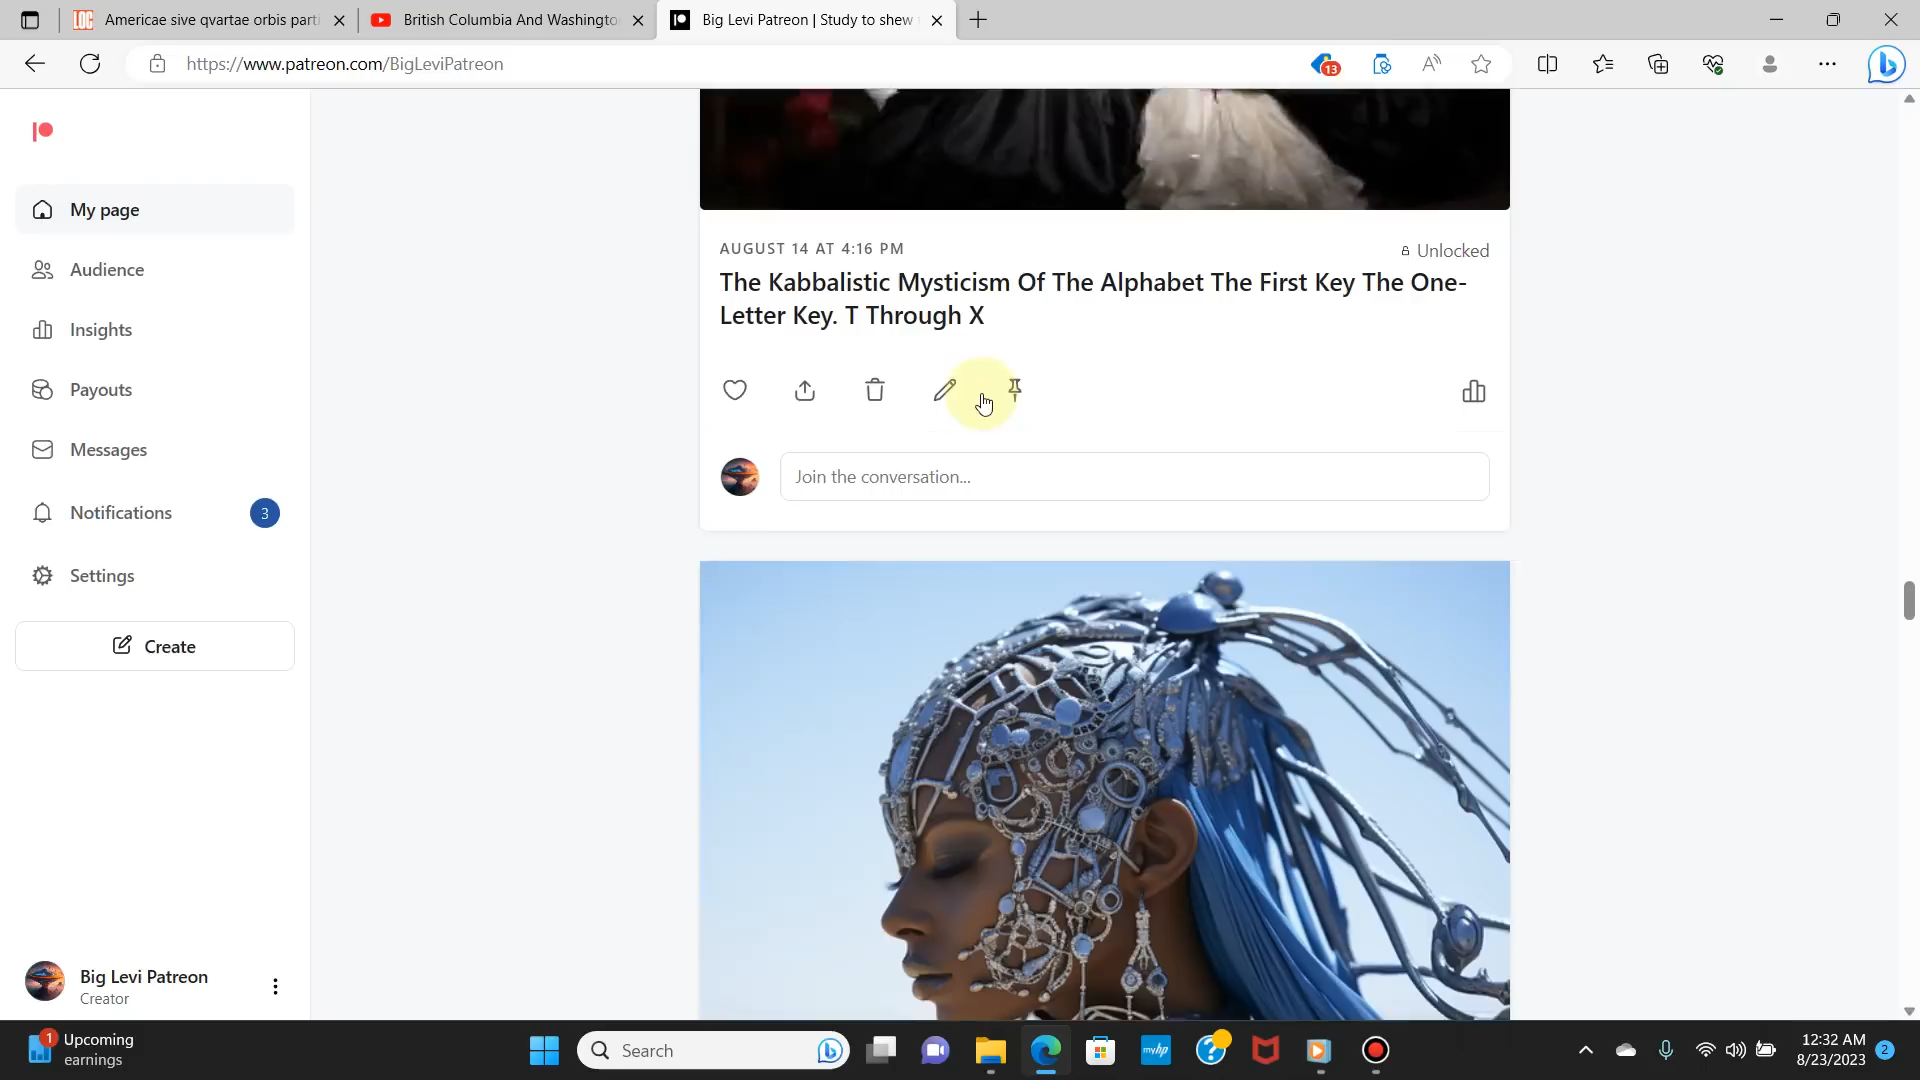 LOC Americae sive qvartae orbis part
British Columbia And Washingto
Big Levi Patreon | Study to shew
https://www.patreon.com/BigLeviPatreon
13
My page
Audience
Insights
Payouts
Messages
Notifications 3
Settings
Create
AUGUST 14 AT 4:16 PM
Unlocked
The Kabbalistic Mysticism Of The Alphabet The First Key The One-
Letter Key. T Through X
Join the conversation...
Big Levi Patreon
Creator
1
Upcoming
earnings
Search
myhp
12:32 AM
8/23/2023
2